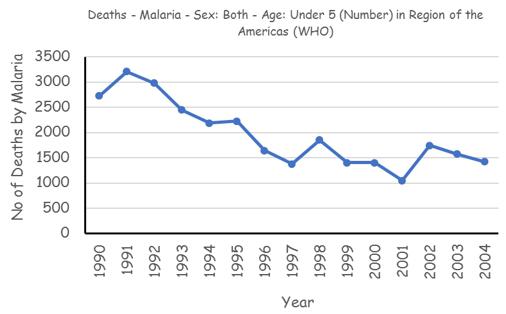 Deaths - Malaria - Sex: Both - Age: Under 5 (Number) in Region of the
Americas (WHO)
No of Deaths by Malaria
3500
3000
2500
2000
1500
1000
500
0
1990 1991 1992 1993 1994 1995 1996 1997 1998 1999 2000 2001 2002 2003 2004
Year